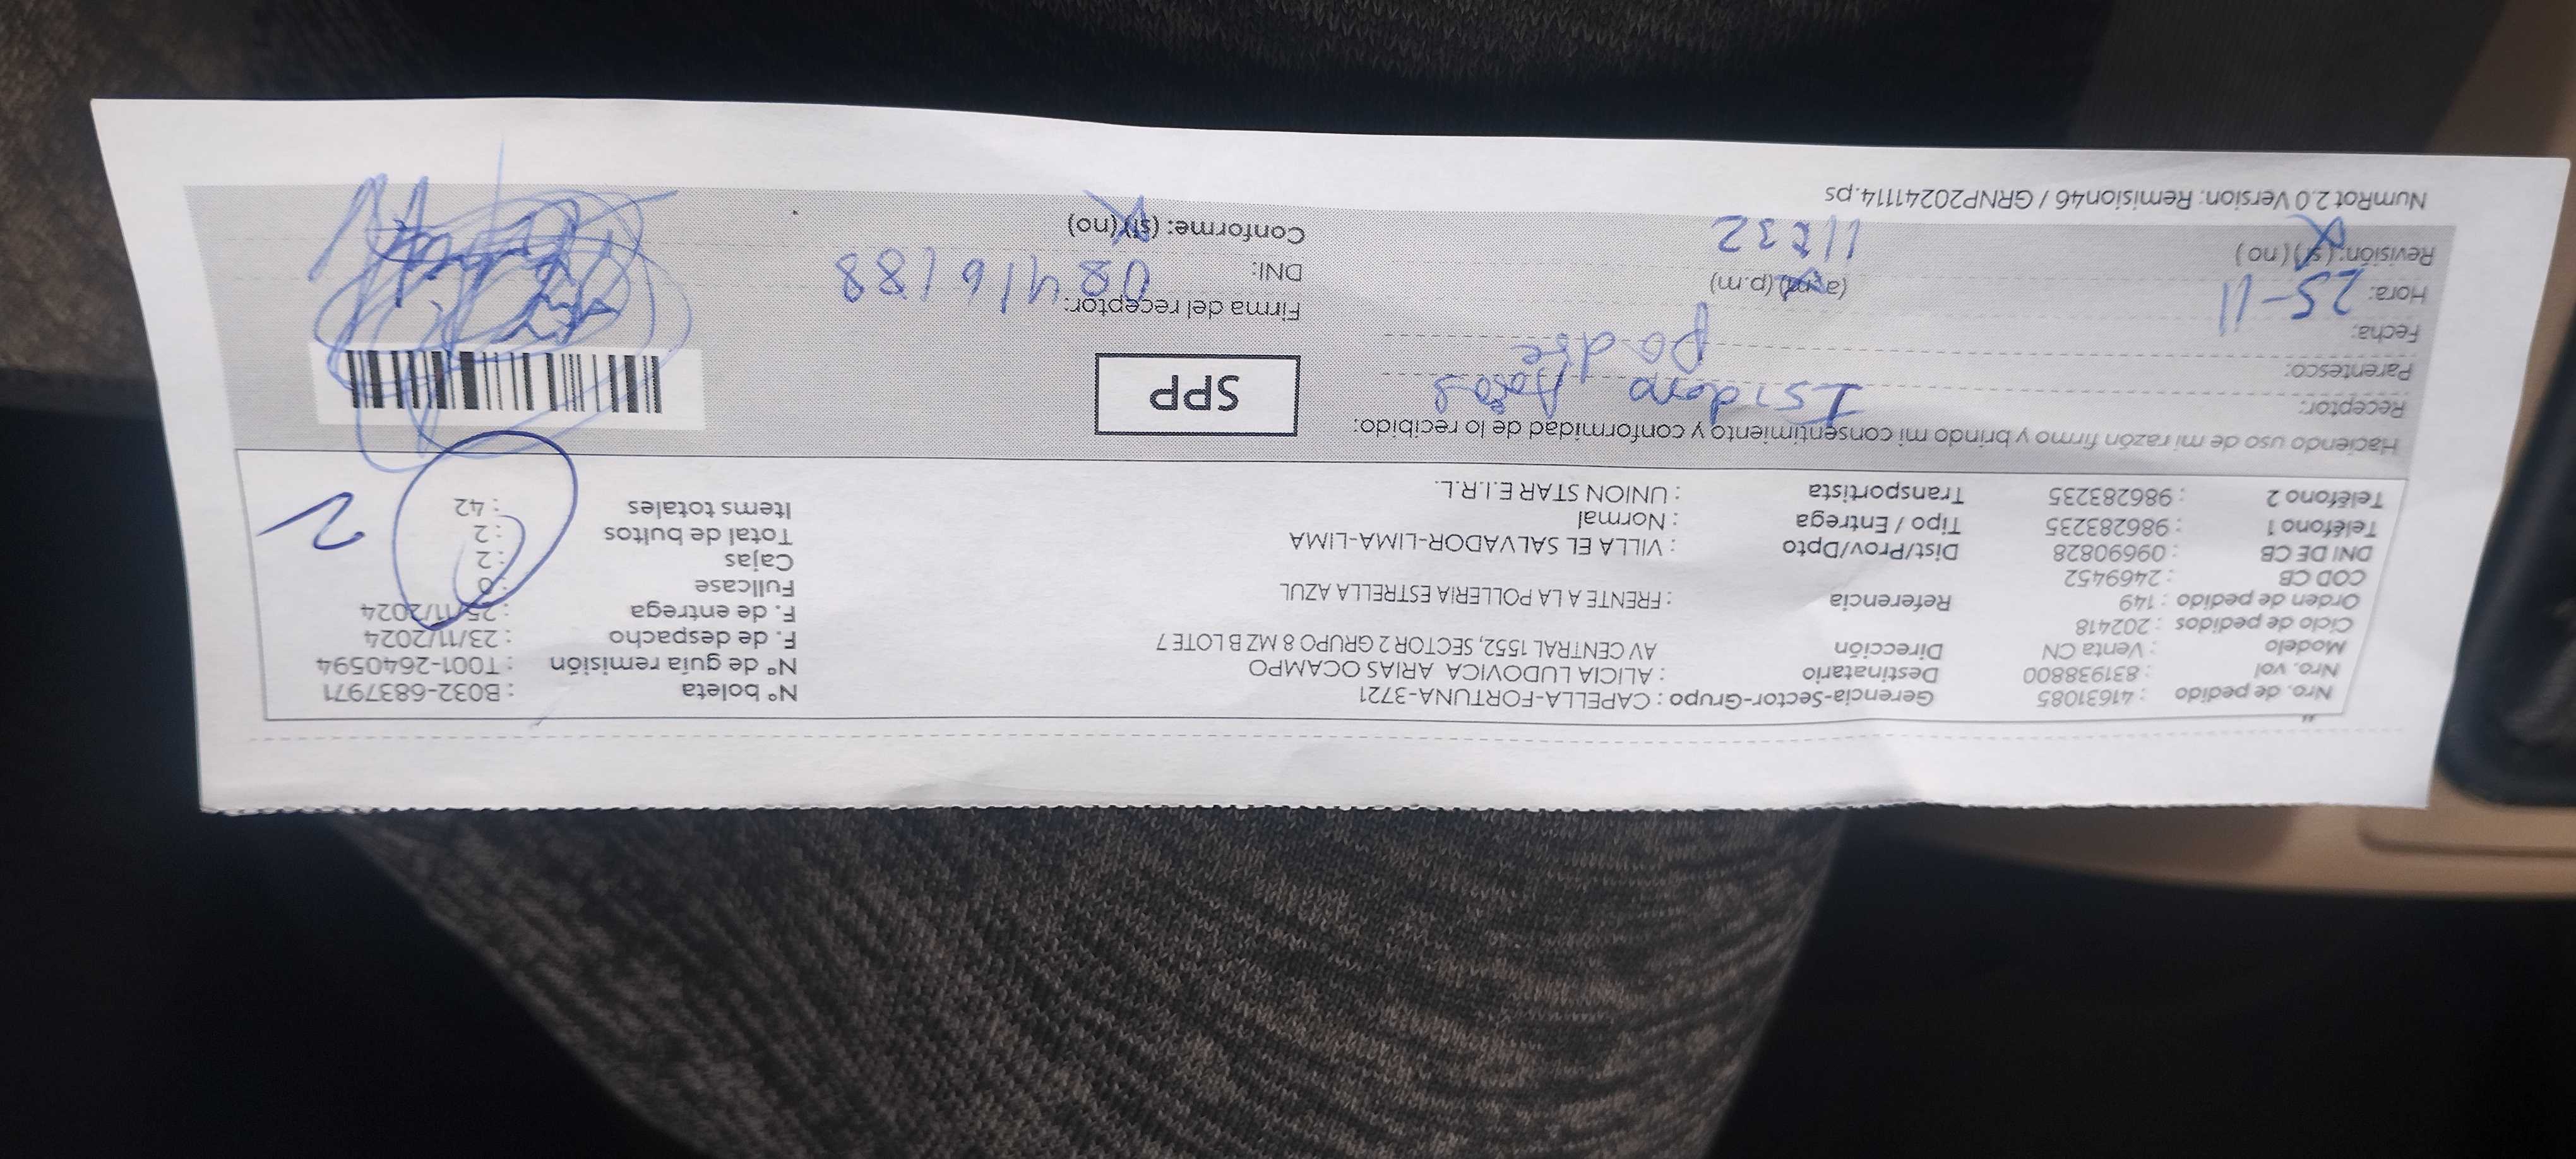 Nro. de pedido : 41631085 Gerencia-Sector-Grupo : CAPELLA-FORTUNA-3721 N° boleta : B032-6837971
Nro. vol : 831938800 Destinatario : ALICIA LUDOVICA ARIAS OCAMPO N° de guía remisión : T001-2640594
Modelo : Venta CN Dirección AV CENTRAL 1552, SECTOR 2 GRUPO 8 MZ B LOTE 7 F. de despacho : 23/11/2024
Ciclo de pedidos : 202418 F. de entrega : 25/11/2024
Orden de pedido : 149 Referencia : FRENTE A LA POLLERIA ESTRELLA AZUL Fullcase : 0
COD CB : 2469452 Cajas : 2
DNI DE CB : 09690828 Dist/Prov/Dpto : VILLA EL SALVADOR-LIMA-LIMA Total de bultos : 2
Teléfono 1 : 986283235 Tipo / Entrega : Normal Items totales : 42
Teléfono 2 : 986283235 Transportista : UNION STAR E.I.R.L.
2
Haciendo uso de mi razón firmo y brindo mi consentimiento y conformidad de lo recibido:
Receptor: Isidoro
Parentesco: padre
SPP
Fecha: 25-11
Hora: 11:32 (a.m) (p.m)
Firma del receptor:
DNI: 08416188
Revisión: (si) (no)
Conforme: (si) (no)
NumRot 2.0 Version: Remision46 / GRNP20241114.ps